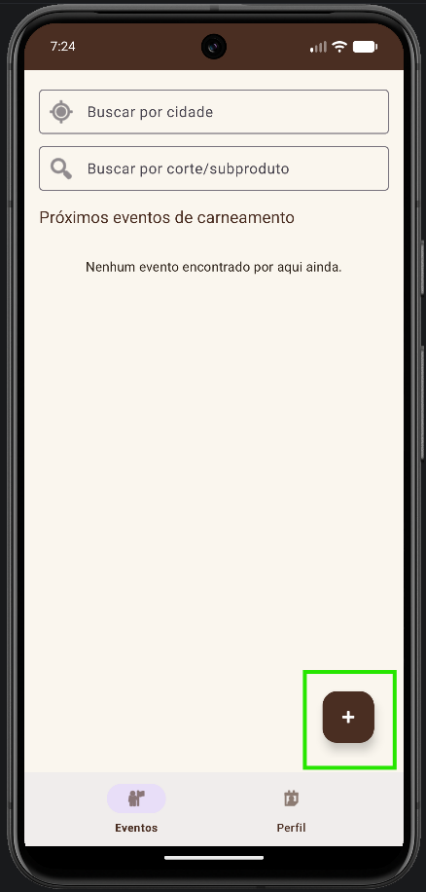 7:24
Buscar por cidade
Buscar por corte/subproduto
Próximos eventos de carneamento
Nenhum evento encontrado por aqui ainda.
+
Eventos
Perfil